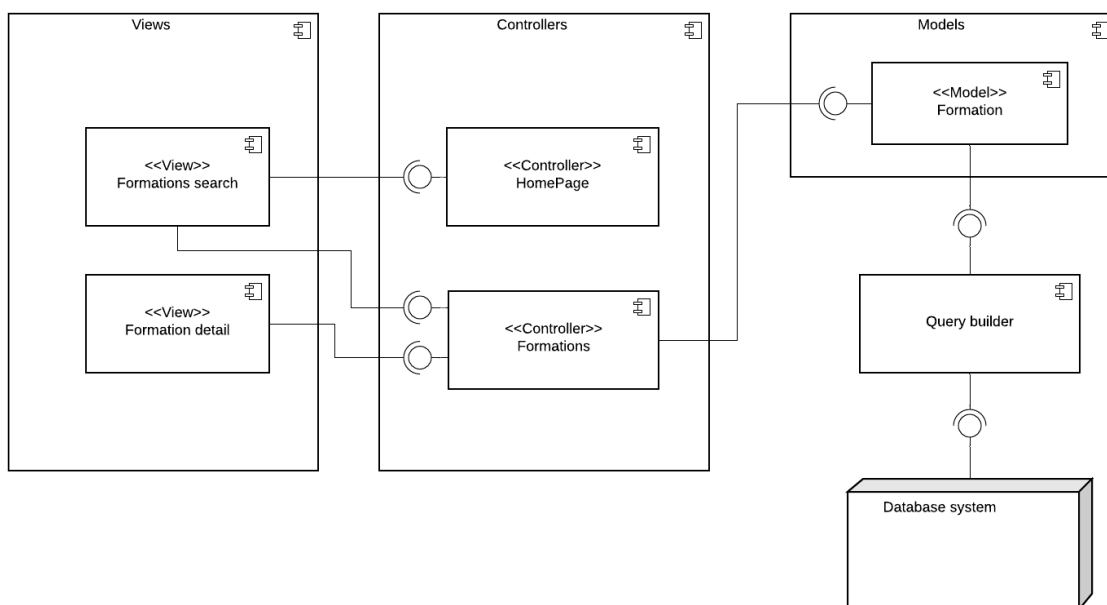 Views
<<View>>
Formations search
<<View>>
Formation detail
Controllers
<<Controller>>
HomePage
<<Controller>>
Formations
Models
<<Model>>
Formation
Query builder
Database system